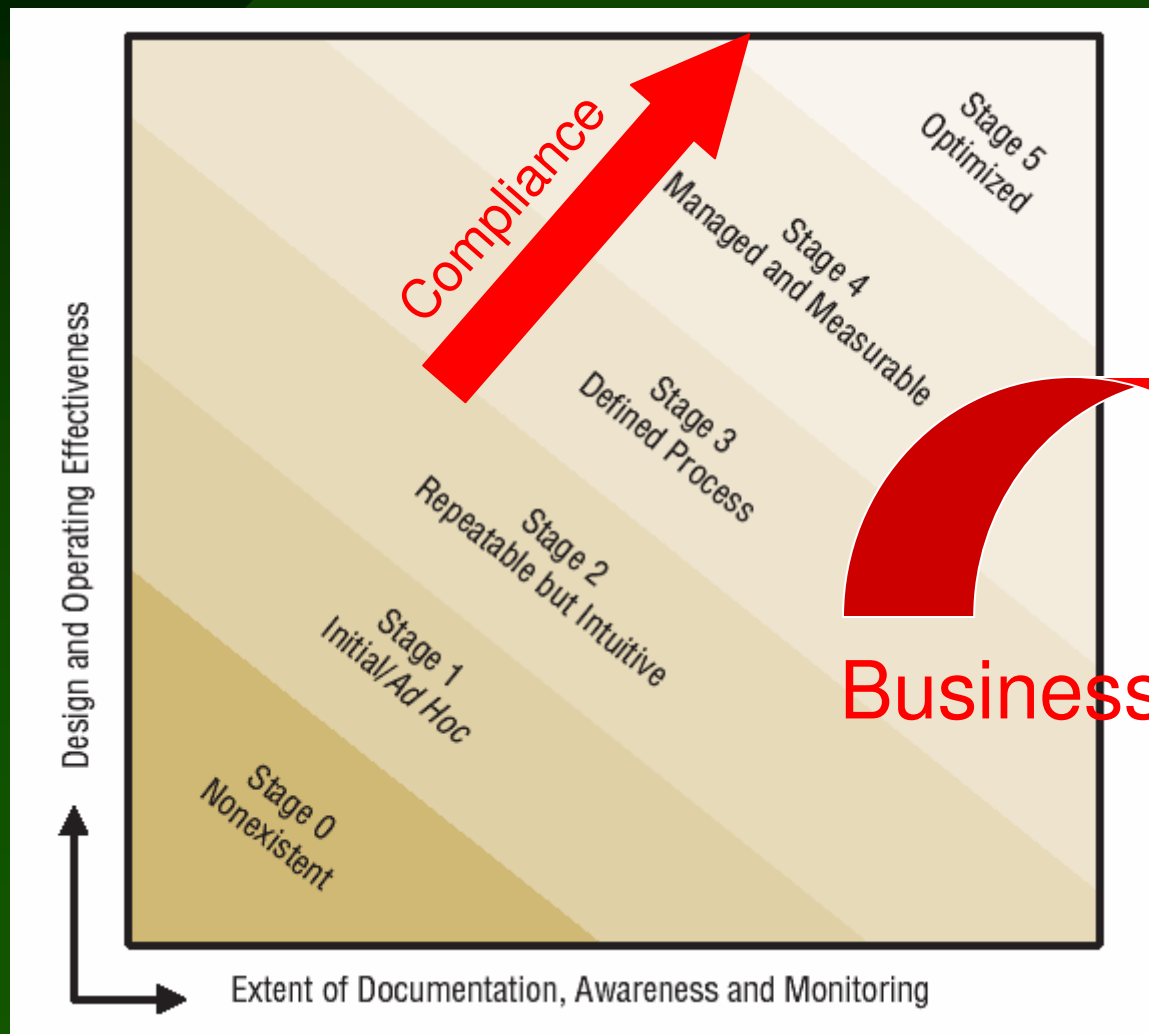 Compliance
Stage 5
Optimized
Stage 4
Managed and Measurable
Stage 3
Defined Process
Stage 2
Repeatable but Intuitive
Stage 1
Initial/Ad Hoc
Stage 0
Nonexistent
Business
Design and Operating Effectiveness
Extent of Documentation, Awareness and Monitoring